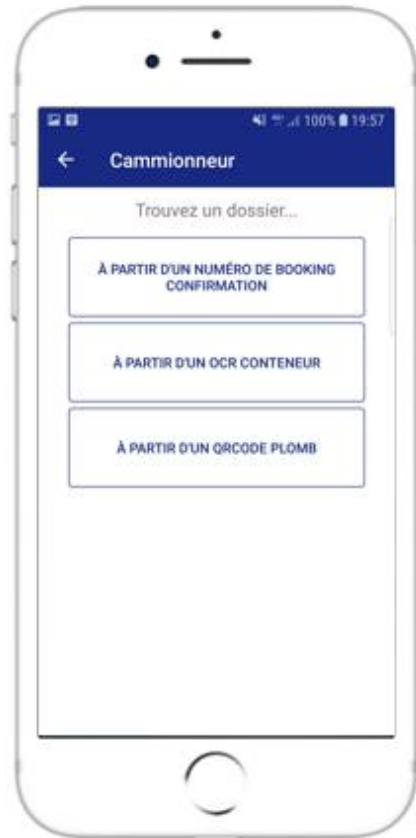 100% 19:57
Cammionneur
Trouvez un dossier...
À PARTIR D'UN NUMÉRO DE BOOKING
CONFIRMATION
À PARTIR D'UN OCR CONTENEUR
À PARTIR D'UN QRCODE PLOMB